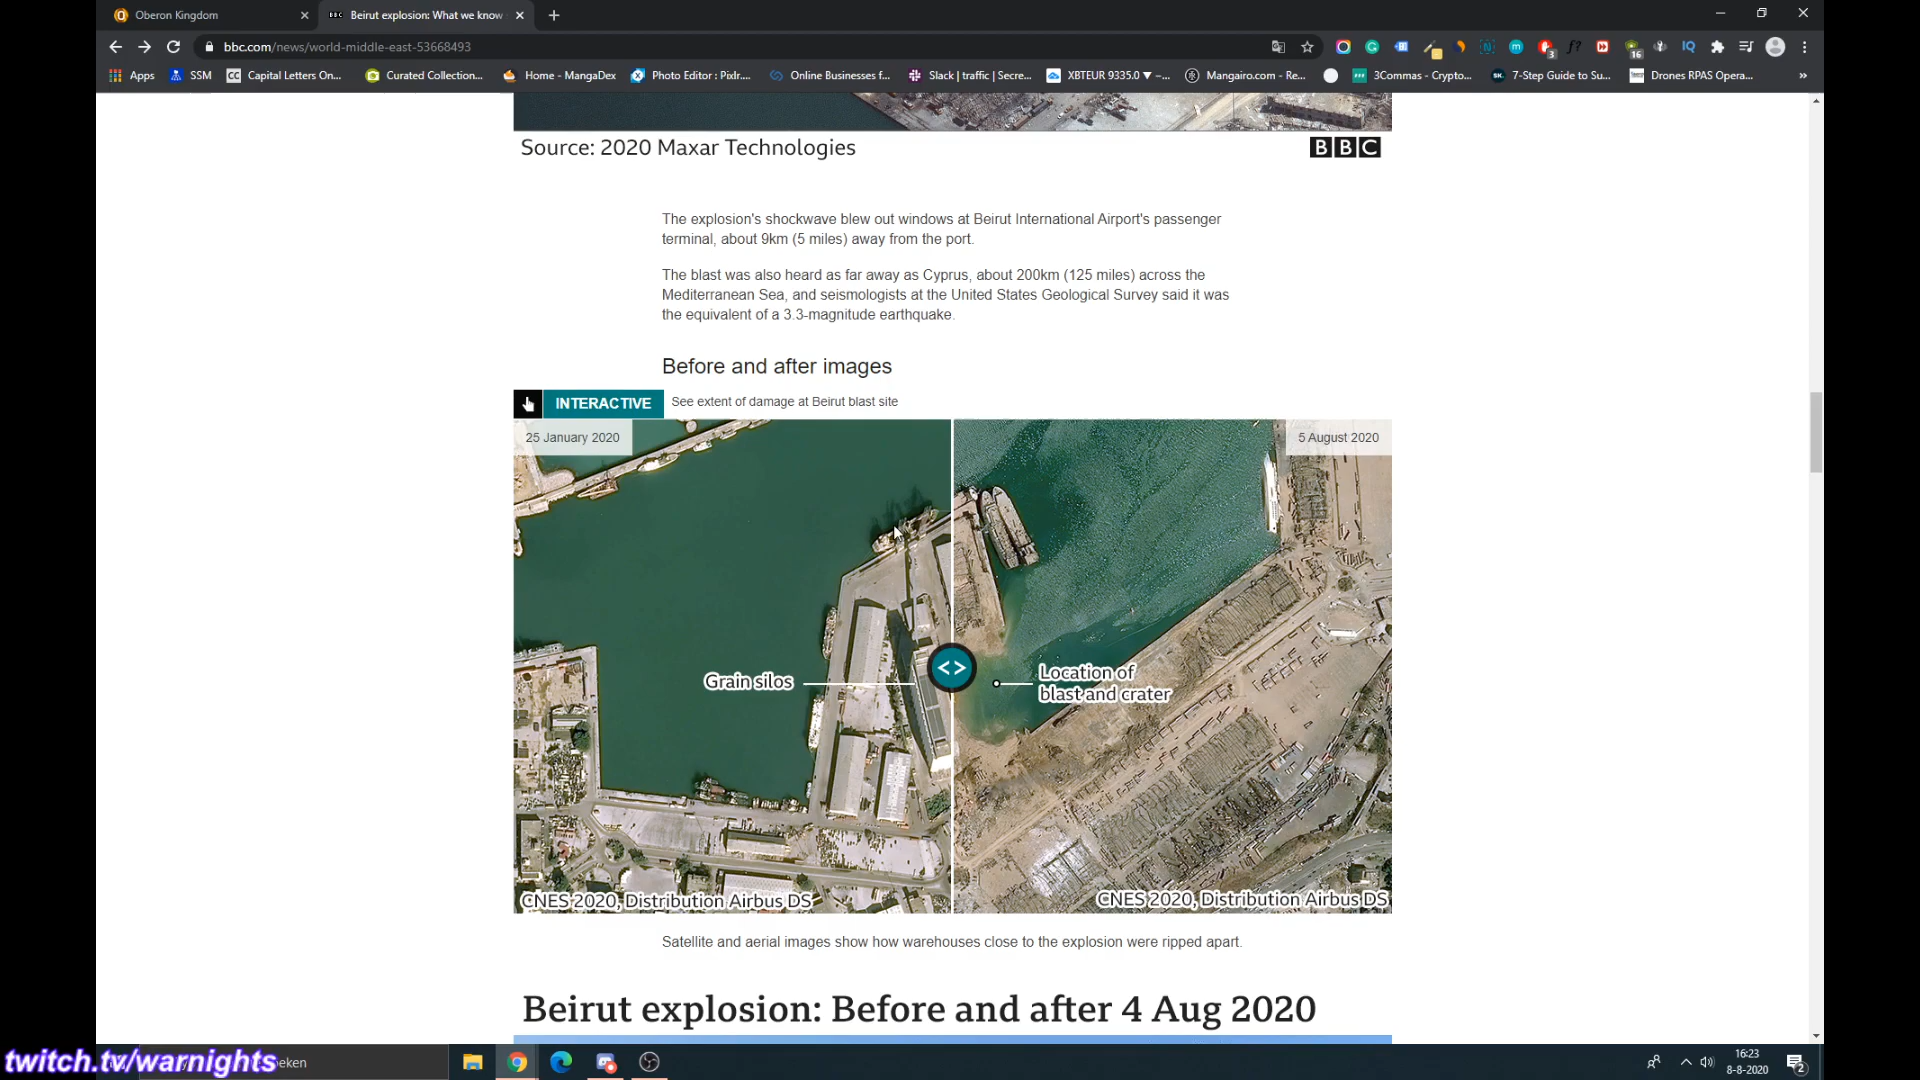 Oberon Kingdom
BBC Beirut explosion: What we know
bbc.com/news/world-middle-east-53668493
3
16
Apps SSM Capital Letters On... Curated Collection... Home - MangaDex Photo Editor : Pixlr... Online Businesses f... Slack | traffic | Secre... XBTEUR 9335.0 ▼ –... Mangairo.com - Re... 3Commas - Crypto... 7-Step Guide to Su... Drones RPAS Opera... »
Source: 2020 Maxar Technologies
BBC
The explosion's shockwave blew out windows at Beirut International Airport's passenger
terminal, about 9km (5 miles) away from the port.
The blast was also heard as far away as Cyprus, about 200km (125 miles) across the
Mediterranean Sea, and seismologists at the United States Geological Survey said it was
the equivalent of a 3.3-magnitude earthquake.
Before and after images
INTERACTIVE See extent of damage at Beirut blast site
25 January 2020
5 August 2020
Grain silos
Location of
blast and crater
CNES 2020, Distribution Airbus DS
CNES 2020, Distribution Airbus DS
Satellite and aerial images show how warehouses close to the explosion were ripped apart.
Beirut explosion: Before and after 4 Aug 2020
twitch.tv/warnights
eken
16:23
8-8-2020
2